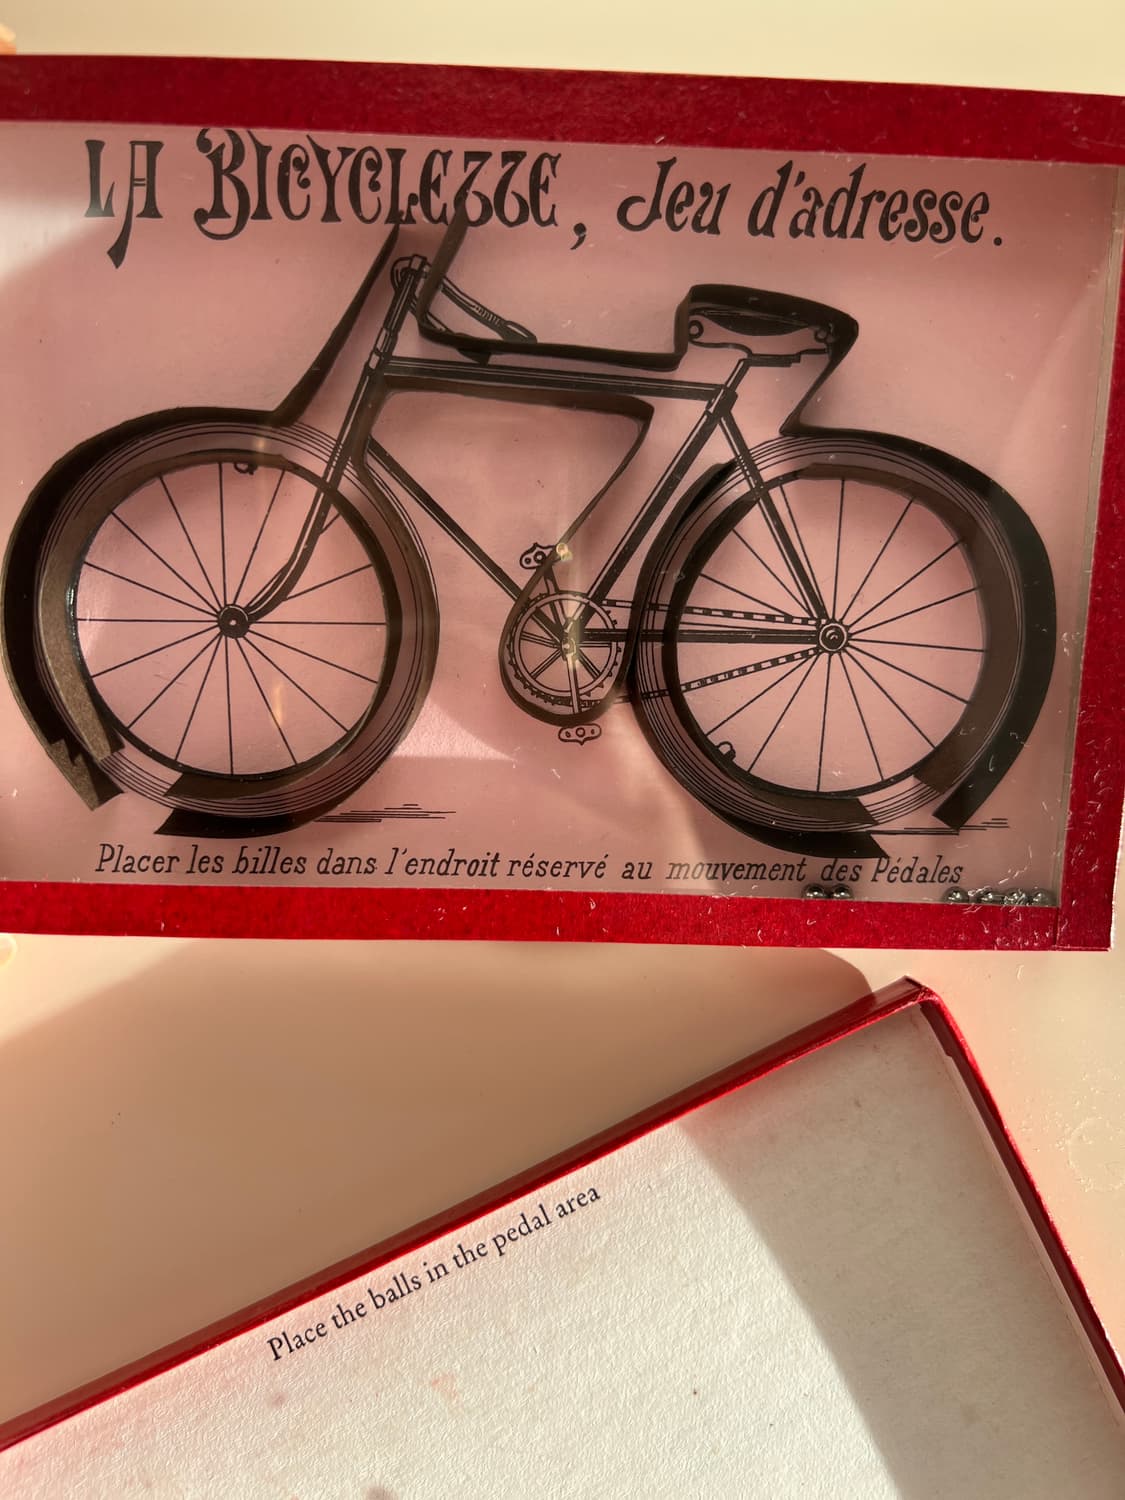 LA BICYCLETTE, Jeu d'adresse.
Placer les billes dans l'endroit réservé au mouvement des Pédales
Place the balls in the pedal area